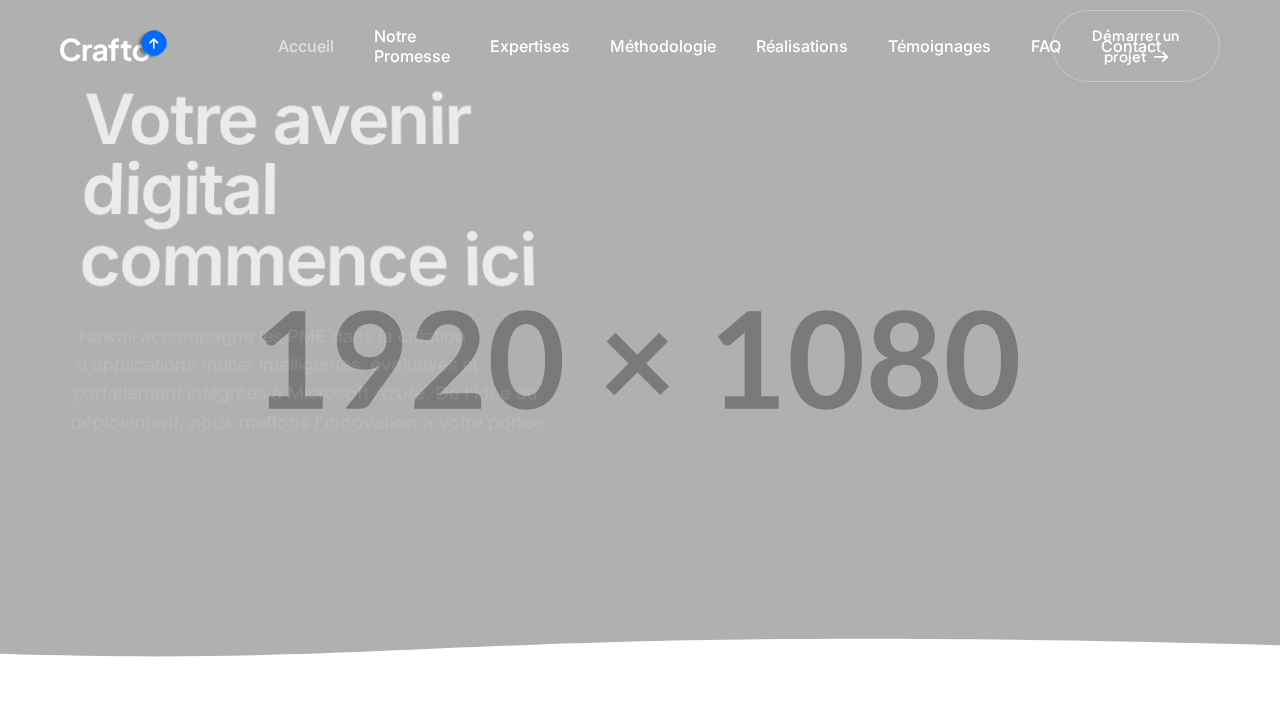 Crafto
Accueil
Notre
Promesse
Expertises
Méthodologie
Réalisations
Témoignages
FAQ
Contact
Démarrer un
projet
Votre avenir
digital
commence ici
Hawaii accompagne les PME dans la création
d'applications métier intelligentes, évolutives et
parfaitement intégrées à Microsoft Azure. De l'idée au
déploiement, nous mettons l'innovation à votre portée.
1920 × 1080